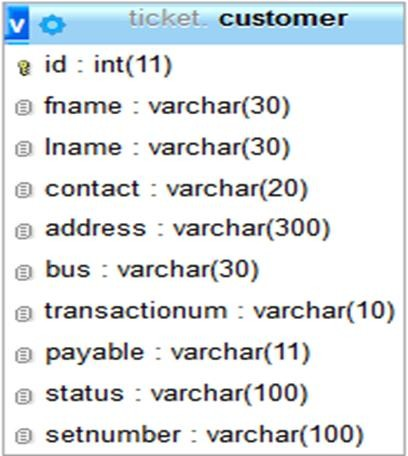 v ticket. customer
id : int(11)
fname : varchar(30)
lname : varchar(30)
contact : varchar(20)
address : varchar(300)
bus : varchar(30)
transactionum : varchar(10)
payable : varchar(11)
status : varchar(100)
setnumber : varchar(100)